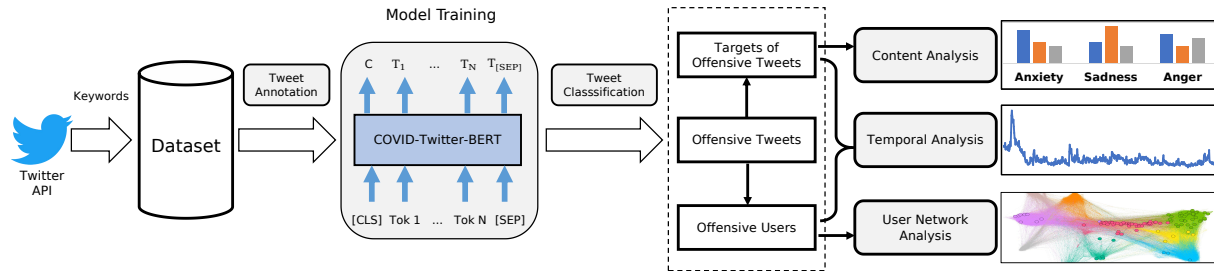 Model Training
Keywords
Twitter
API
Dataset
Tweet
Annotation
C T1 ... TN T[SEP]
COVID-Twitter-BERT
[CLS] Tok 1 ... Tok N [SEP]
Tweet
Classsification
Targets of
Offensive Tweets
Offensive Tweets
Offensive Users
Content Analysis
Anxiety Sadness Anger
Temporal Analysis
User Network
Analysis